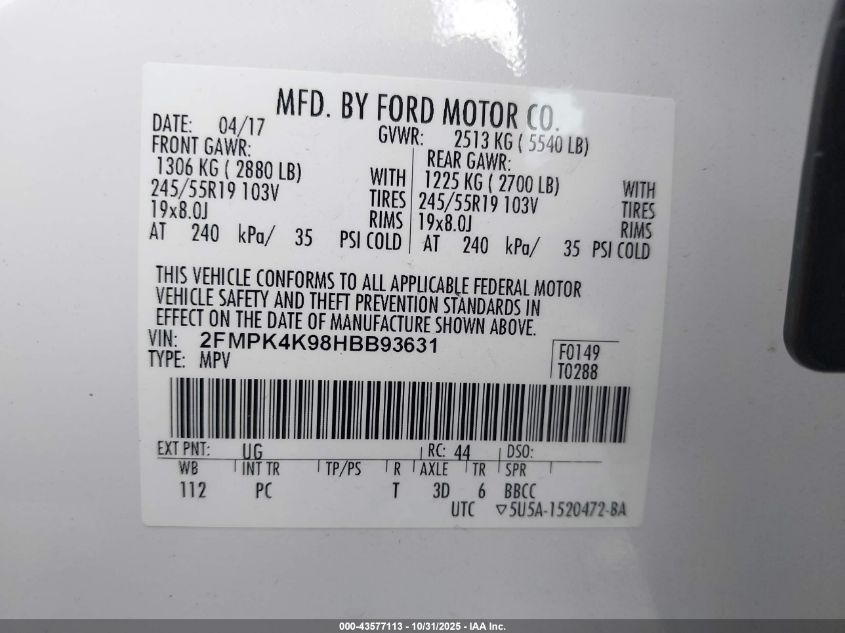 MFD. BY FORD MOTOR CO.
DATE: 04/17 GVWR: 2513 KG ( 5540 LB)
FRONT GAWR: REAR GAWR:
1306 KG ( 2880 LB) WITH 1225 KG ( 2700 LB) WITH
245/55R19 103V TIRES 245/55R19 103V TIRES
19x8.0J RIMS 19x8.0J RIMS
AT 240 kPa/ 35 PSI COLD AT 240 kPa/ 35 PSI COLD
THIS VEHICLE CONFORMS TO ALL APPLICABLE FEDERAL MOTOR
VEHICLE SAFETY AND THEFT PREVENTION STANDARDS IN
EFFECT ON THE DATE OF MANUFACTURE SHOWN ABOVE.
VIN: 2FMPK4K98HBB93631 F0149
TYPE: MPV T0288
EXT PNT: UG RC: 44 DSO:
WB INT TR TP/PS R AXLE TR SPR
112 PC T 3D 6 BBCC
UTC ▽5U5A-1520472-BA
000-43577113 - 10/31/2025 - IAA Inc.